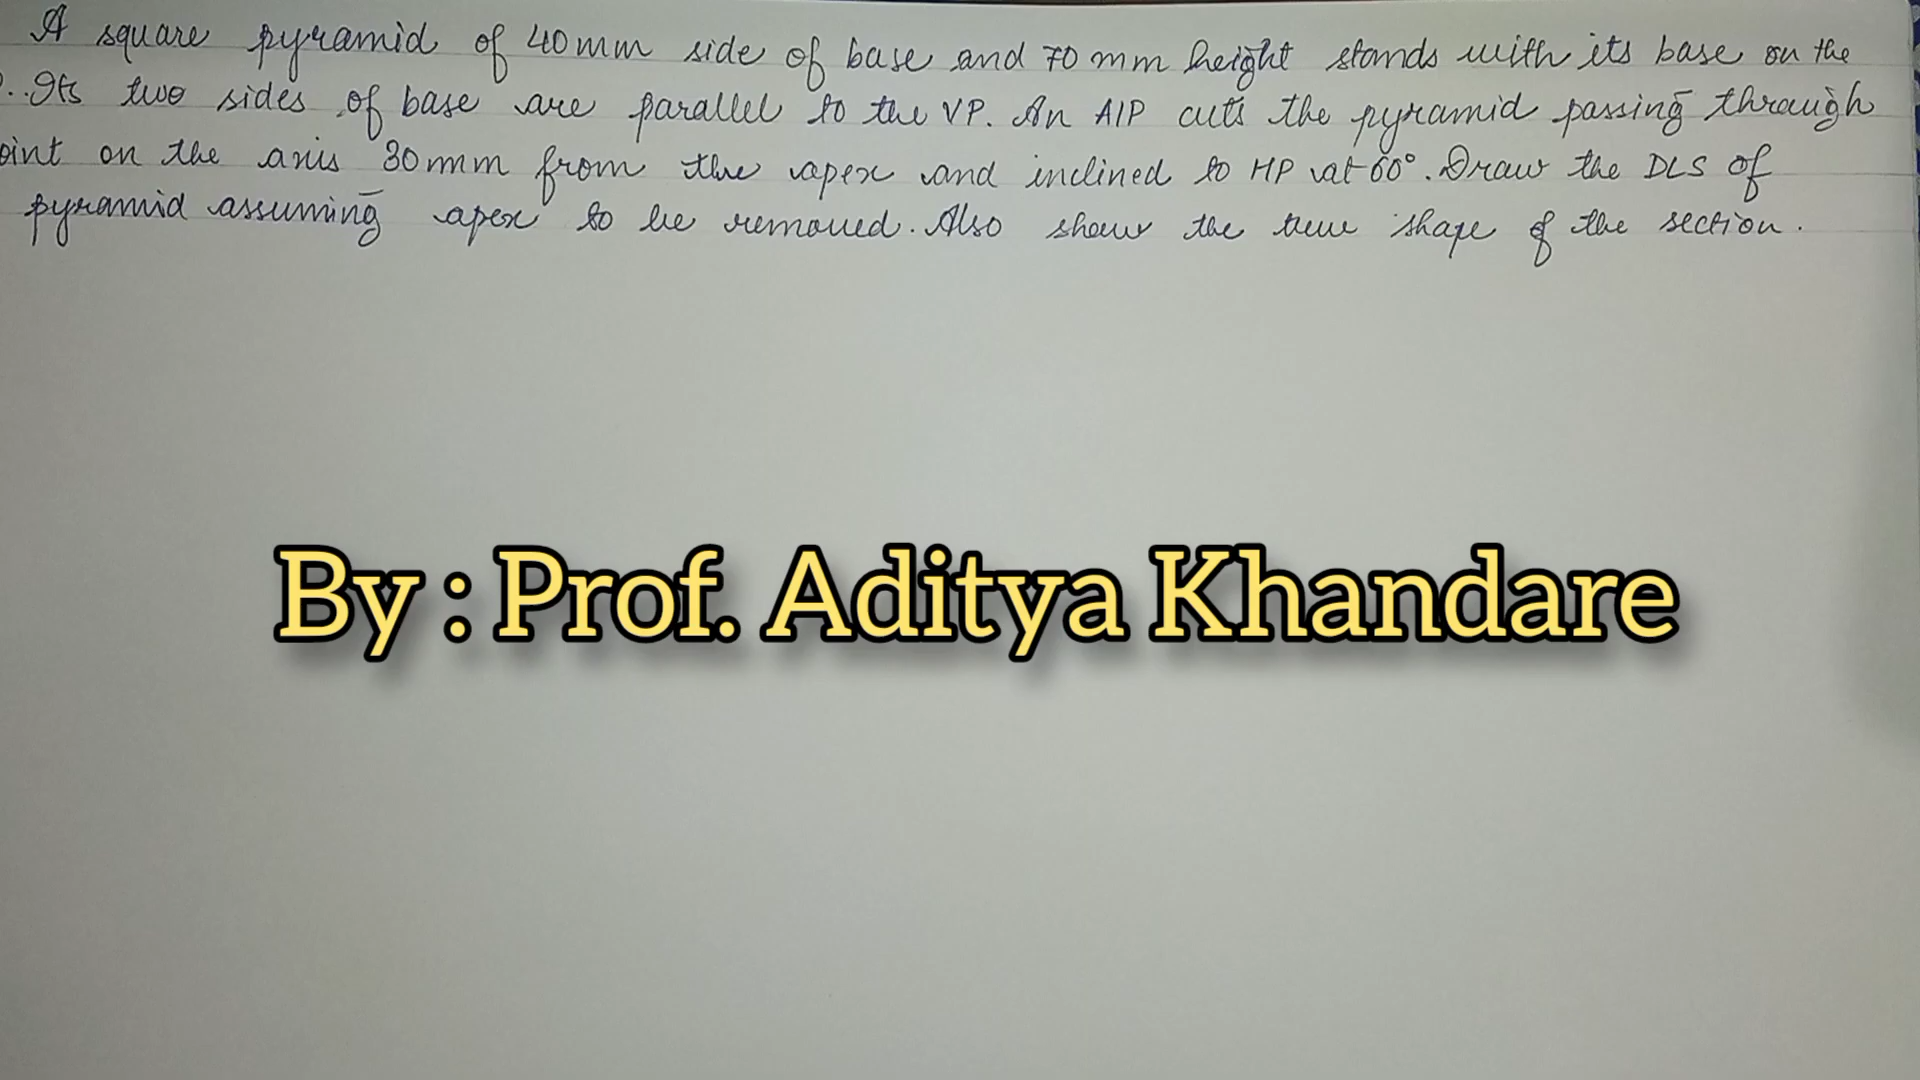 A square pyramid of 40mm side of base and 70 mm height stands with its base on the
. Its two sides of base are parallel to the VP. An AIP cuts the pyramid passing through
oint on the axis 30mm from the apex and inclined to HP at 60°. Draw the DLS of
pyramid assuming apex to be removed. Also show the true shape of the section.
By : Prof. Aditya Khandare